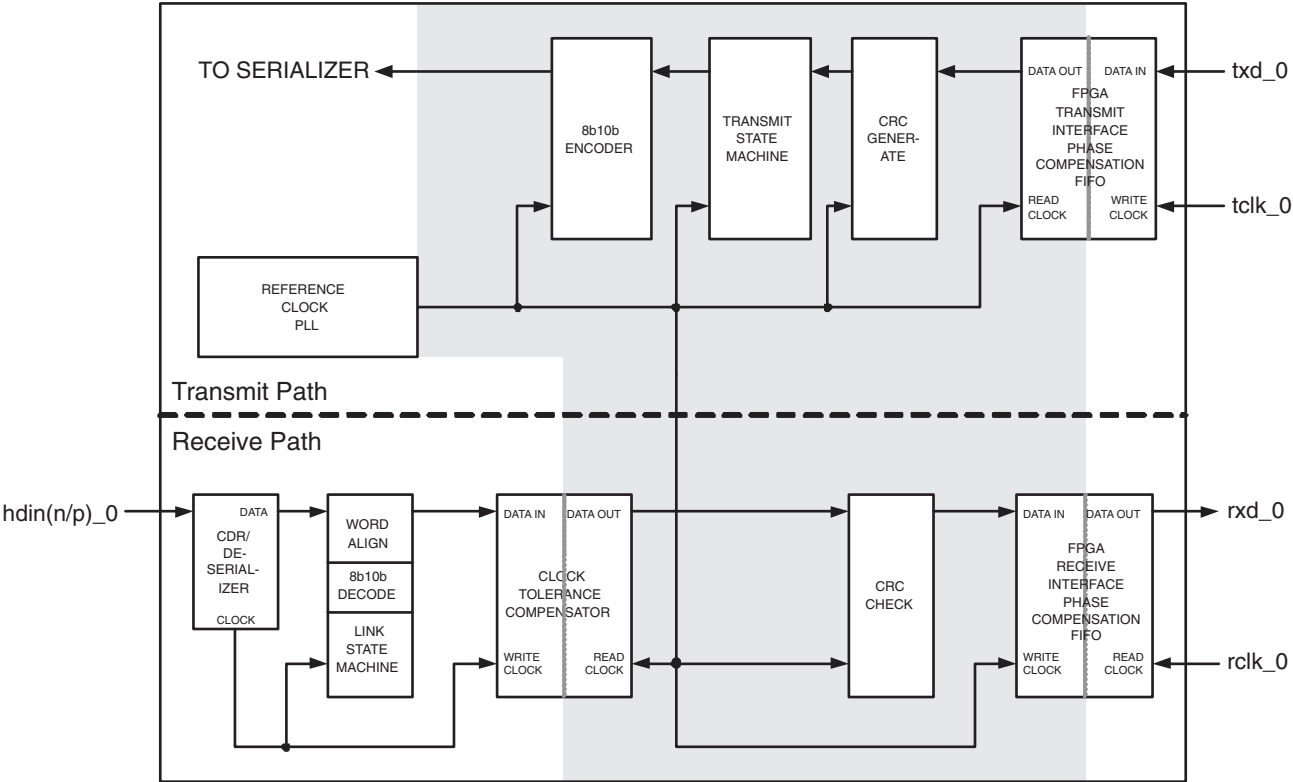 TO SERIALIZER
8b10b
ENCODER
TRANSMIT
STATE
MACHINE
CRC
GENER-
ATE
DATA OUT
DATA IN
FPGA
TRANSMIT
INTERFACE
PHASE
COMPENSATION
FIFO
READ
CLOCK
WRITE
CLOCK
txd_0
tclk_0
REFERENCE
CLOCK
PLL
Transmit Path
Receive Path
hdin(n/p)_0
DATA
CDR/
DE-
SERIAL-
IZER
CLOCK
WORD
ALIGN
8b10b
DECODE
LINK
STATE
MACHINE
DATA IN
DATA OUT
CLOCK
TOLERANCE
COMPENSATOR
WRITE
CLOCK
READ
CLOCK
CRC
CHECK
DATA IN
DATA OUT
FPGA
RECEIVE
INTERFACE
PHASE
COMPENSATION
FIFO
WRITE
CLOCK
READ
CLOCK
rxd_0
rclk_0